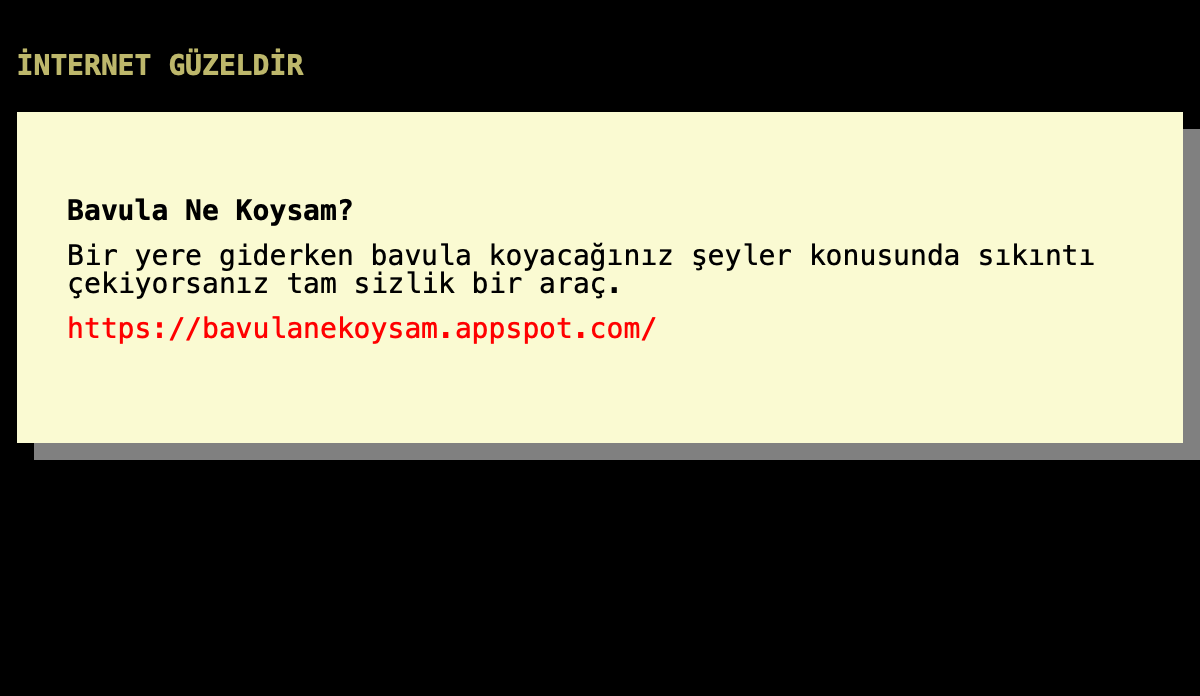 İNTERNET GÜZELDİR
Bavula Ne Koysam?
Bir yere giderken bavula koyacağınız şeyler konusunda sıkıntı
çekiyorsanız tam sizlik bir araç.
https://bavulanekoysam.appspot.com/